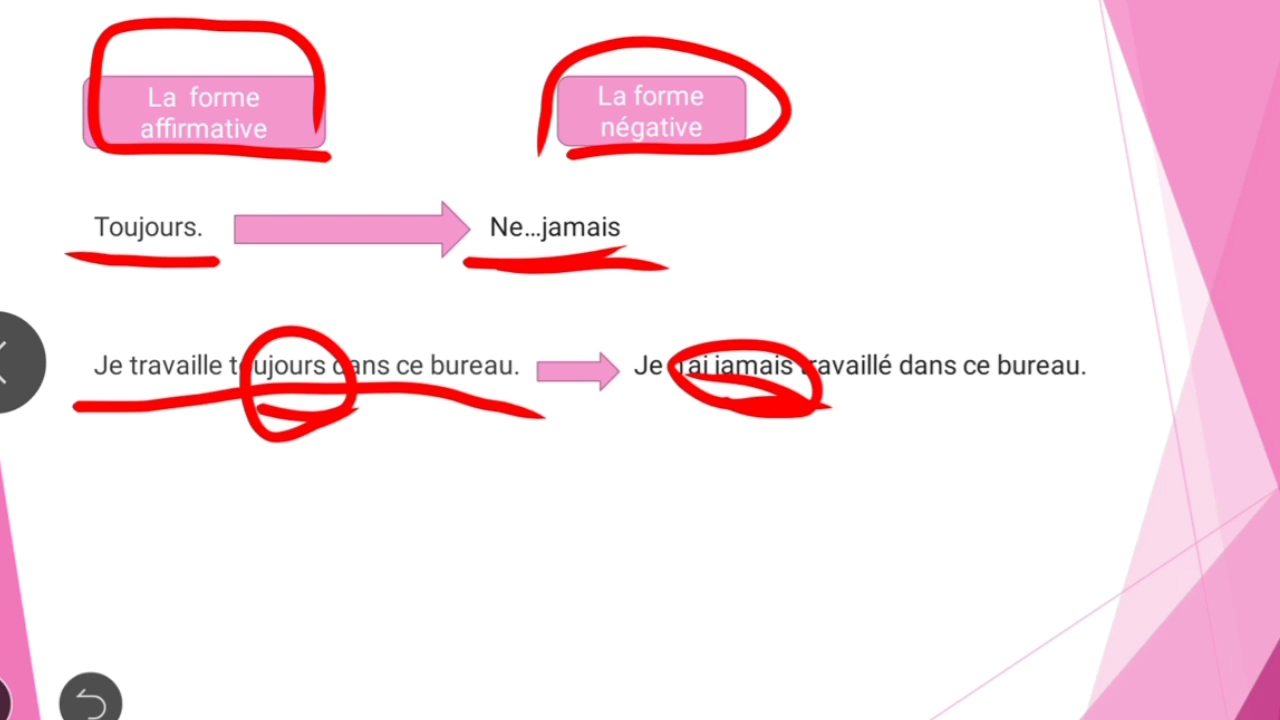 La forme
affirmative
La forme
négative
Toujours.
Ne...jamais
Je travaille toujours dans ce bureau.
Je n'ai jamais travaillé dans ce bureau.